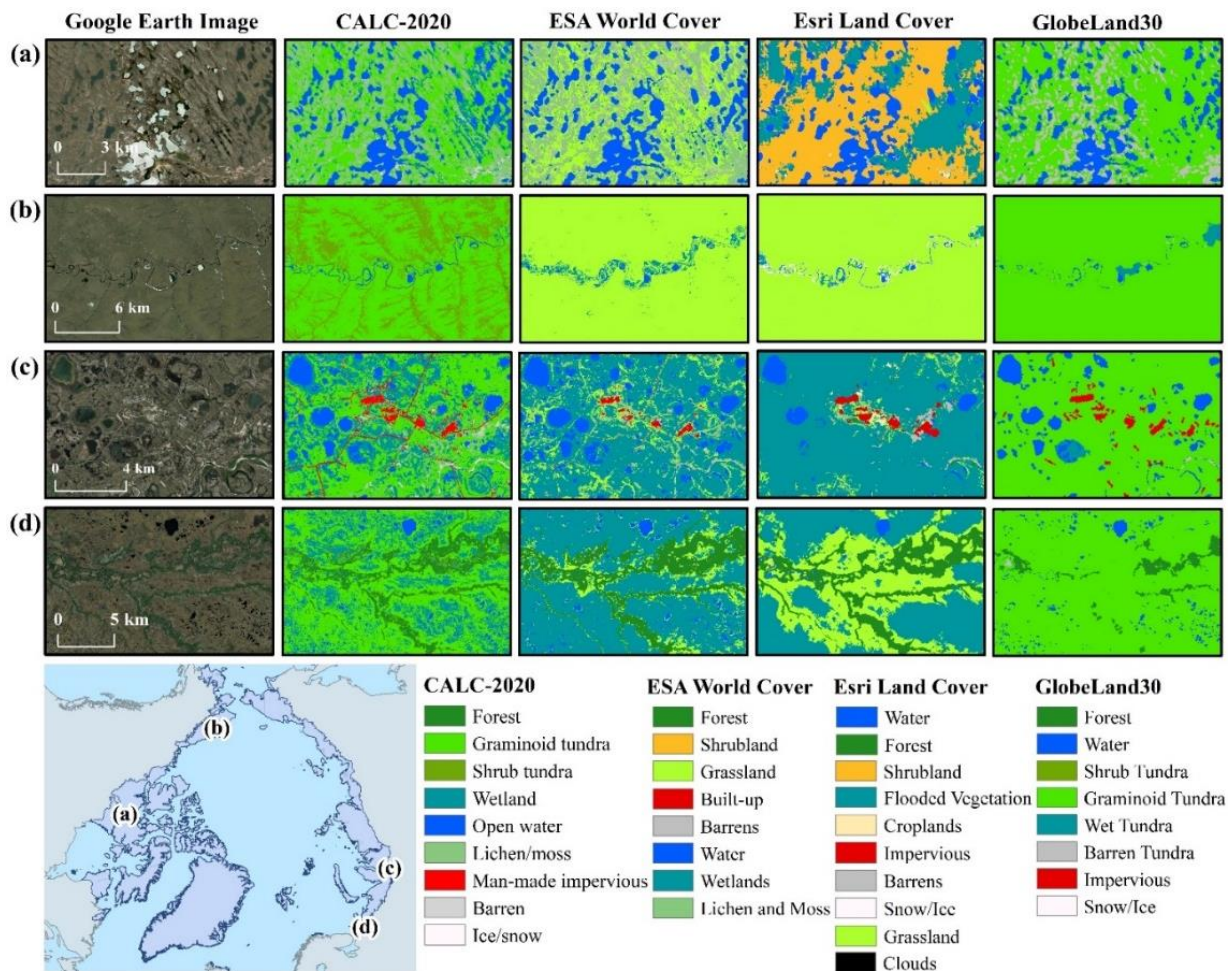 Google Earth Image CALC-2020 ESA World Cover Esri Land Cover GlobeLand30
(a)
0 3 km
(b)
0 6 km
(c)
0 4 km
(d)
0 5 km
(b)
(a)
(c)
(d)
CALC-2020
Forest
Graminoid tundra
Shrub tundra
Wetland
Open water
Lichen/moss
Man-made impervious
Barren
Ice/snow
ESA World Cover
Forest
Shrubland
Grassland
Built-up
Barrens
Water
Wetlands
Lichen and Moss
Esri Land Cover
Water
Forest
Shrubland
Flooded Vegetation
Croplands
Impervious
Barrens
Snow/Ice
Grassland
Clouds
GlobeLand30
Forest
Water
Shrub Tundra
Graminoid Tundra
Wet Tundra
Barren Tundra
Impervious
Snow/Ice